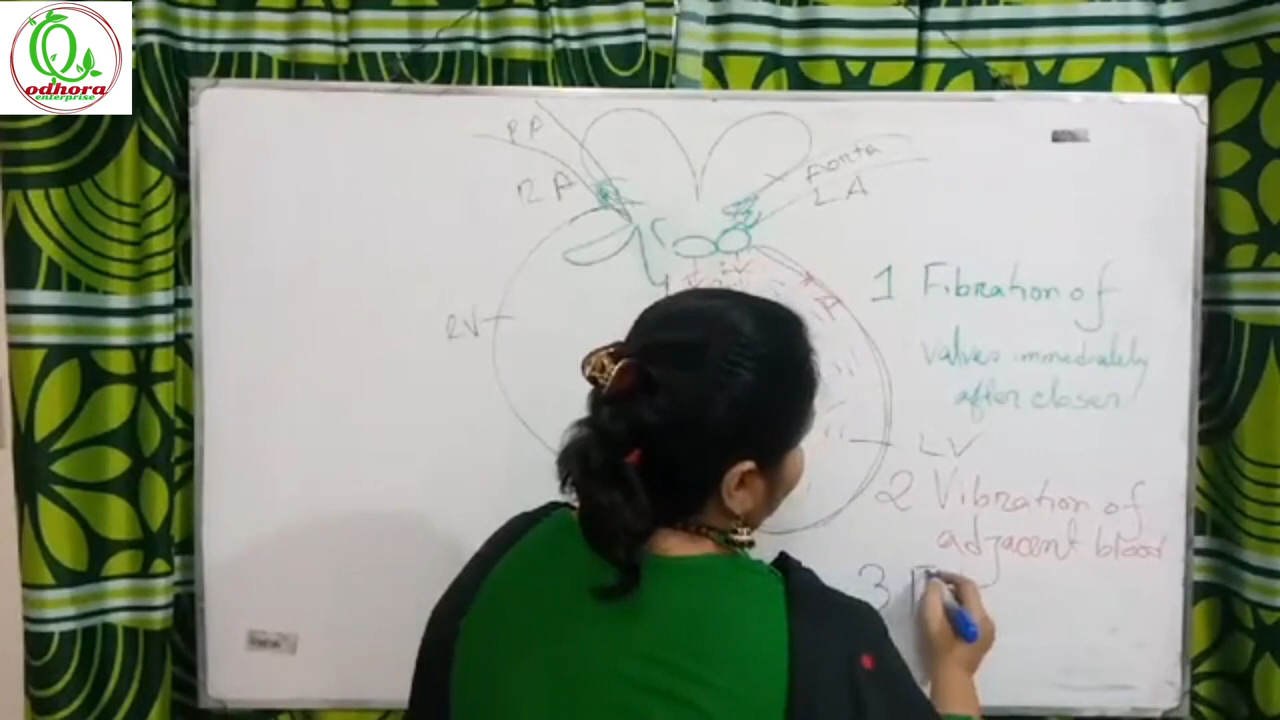 odhora
enterprise
PA
RA
Aorta
LA
RV
1 Fibration of
valves immediately
after closer
LV
2 Vibration of
adjacent blood
3